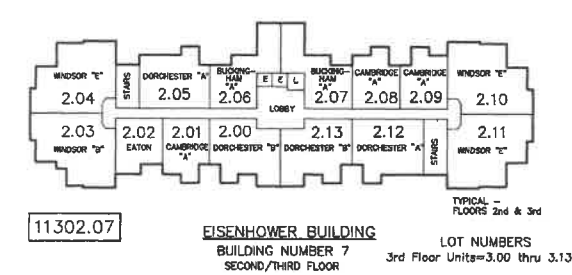 WINDSOR "E"
2.04
STAIRS
DORCHESTER "A"
2.05
BUCKING-
HAM
"A"
2.06
E E L
LOBBY
BUCKING-
HAM
"A"
2.07
CAMBRIDGE
"A"
2.08
CAMBRIDGE
"A"
2.09
WINDSOR "E"
2.10
2.03
WINDSOR "B"
2.02
EATON
2.01
CAMBRIDGE
"A"
2.00
DORCHESTER "B"
2.13
DORCHESTER "B"
2.12
DORCHESTER "A"
STAIRS
2.11
WINDSOR "E"
TYPICAL -
FLOORS 2nd & 3rd
11302.07
EISENHOWER BUILDING
BUILDING NUMBER 7
SECOND/THIRD FLOOR
LOT NUMBERS
3rd Floor Units=3.00 thru 3.13